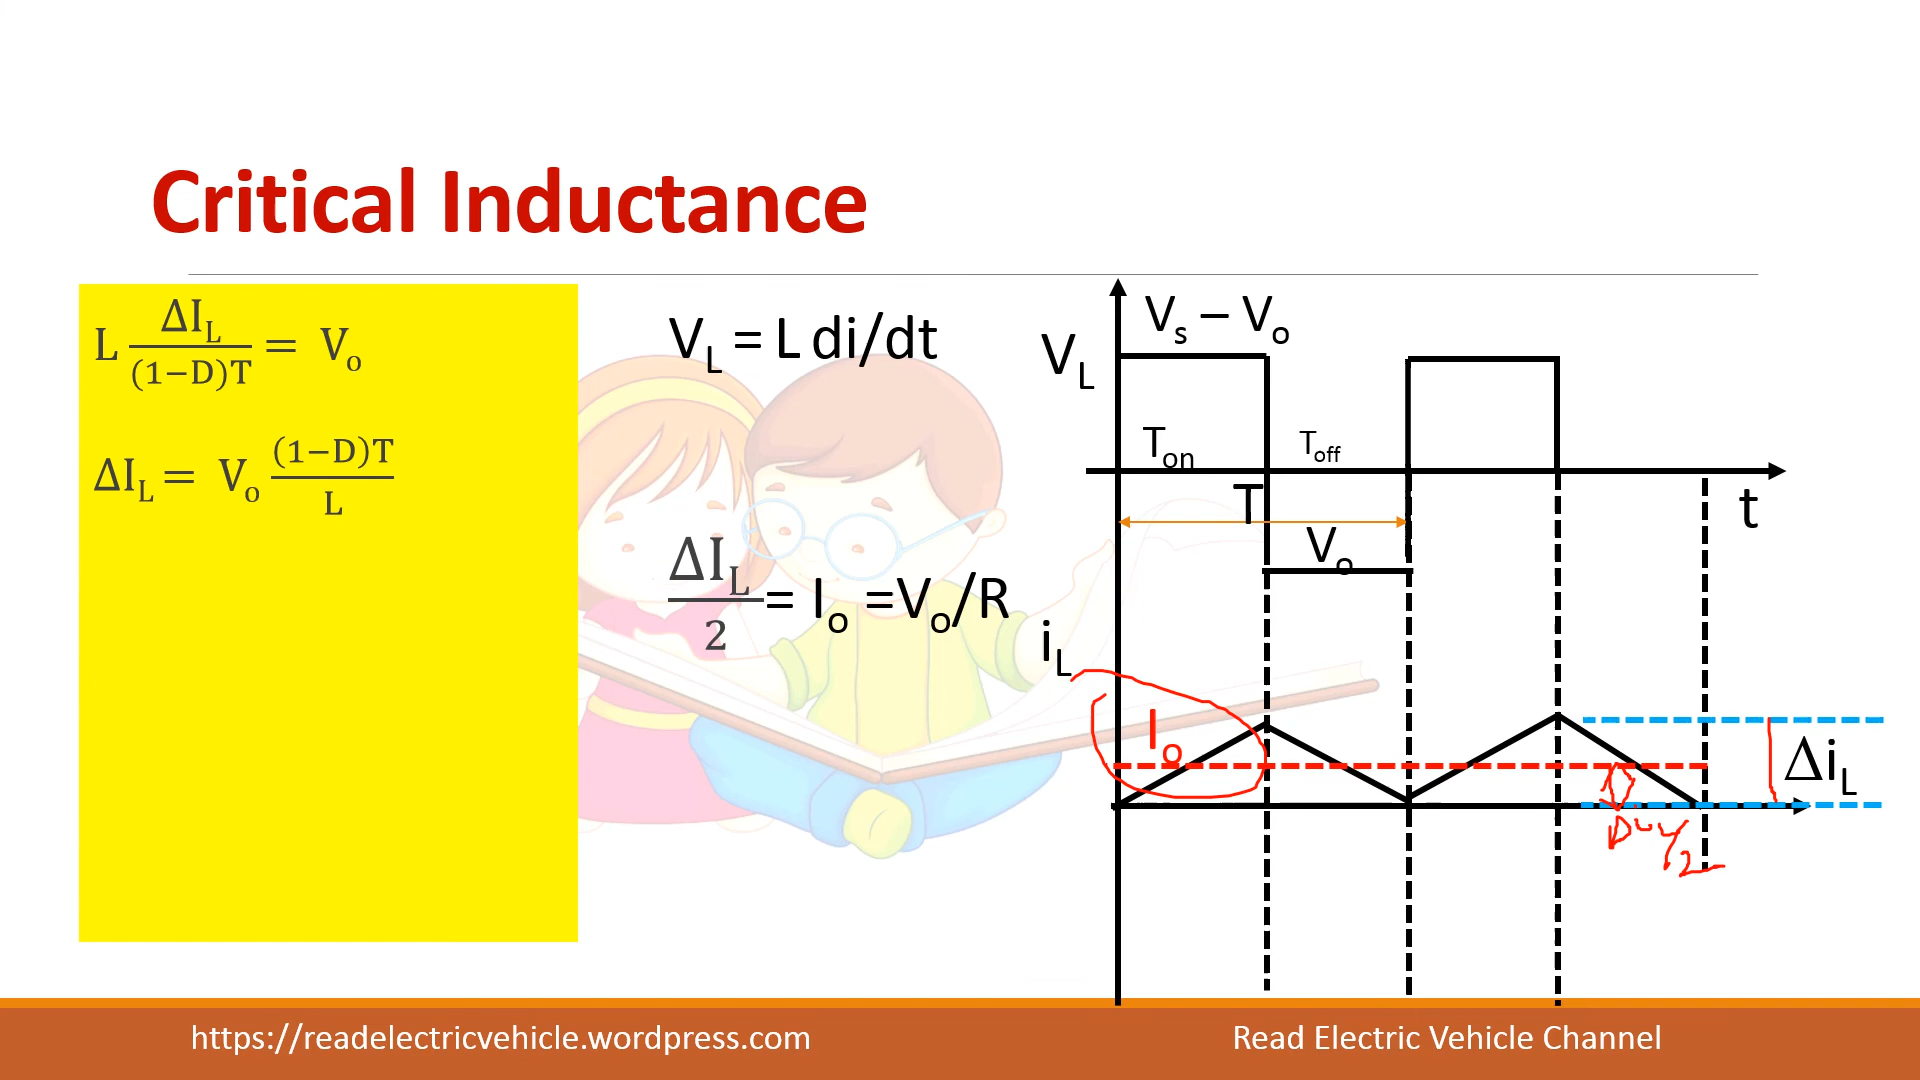 Critical Inductance
L ΔI_L/(1−D)T = V_o
ΔI_L = V_o (1−D)T/L
V_L = L di/dt
ΔI_L/2 = I_o =V_o/R
V_s – V_o
V_L
T_on
T_off
T
t
V_o
i_L
I_o
Δi_L
https://readelectricvehicle.wordpress.com
Read Electric Vehicle Channel